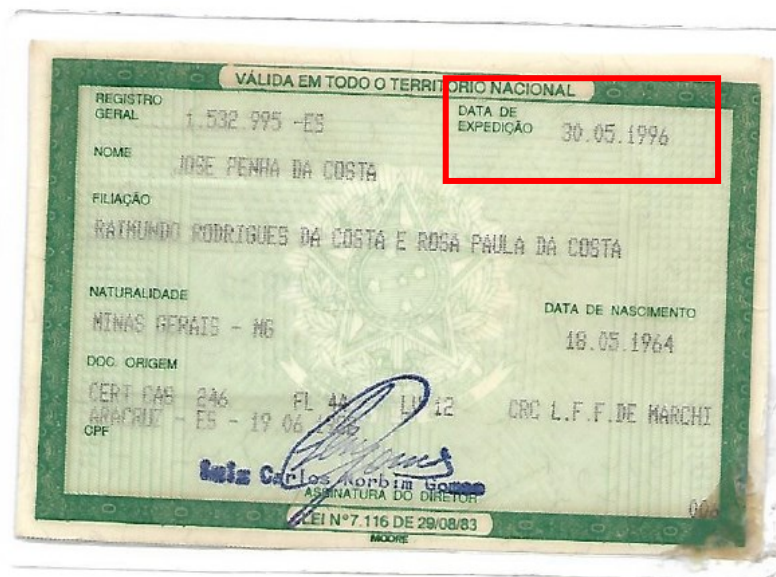 VÁLIDA EM TODO O TERRITÓRIO NACIONAL
REGISTRO GERAL 1.532.995 -ES
DATA DE EXPEDIÇÃO 30.05.1996
NOME
JOSE PENHA DA COSTA
FILIAÇÃO
RAIMUNDO RODRIGUES DA COSTA E ROSA PAULA DA COSTA
NATURALIDADE
MINAS GERAIS - MG
DATA DE NASCIMENTO
18.05.1964
DOC. ORIGEM
CERT CAS 246 FL 44 12 CRC L.F.F.DE MARCHI
ARACRUZ - ES - 19 06
CPF
Luiz Carlos Norbim Gomes
ASSINATURA DO DIRETOR
LEI Nº7.116 DE 29/08/83
MOORE